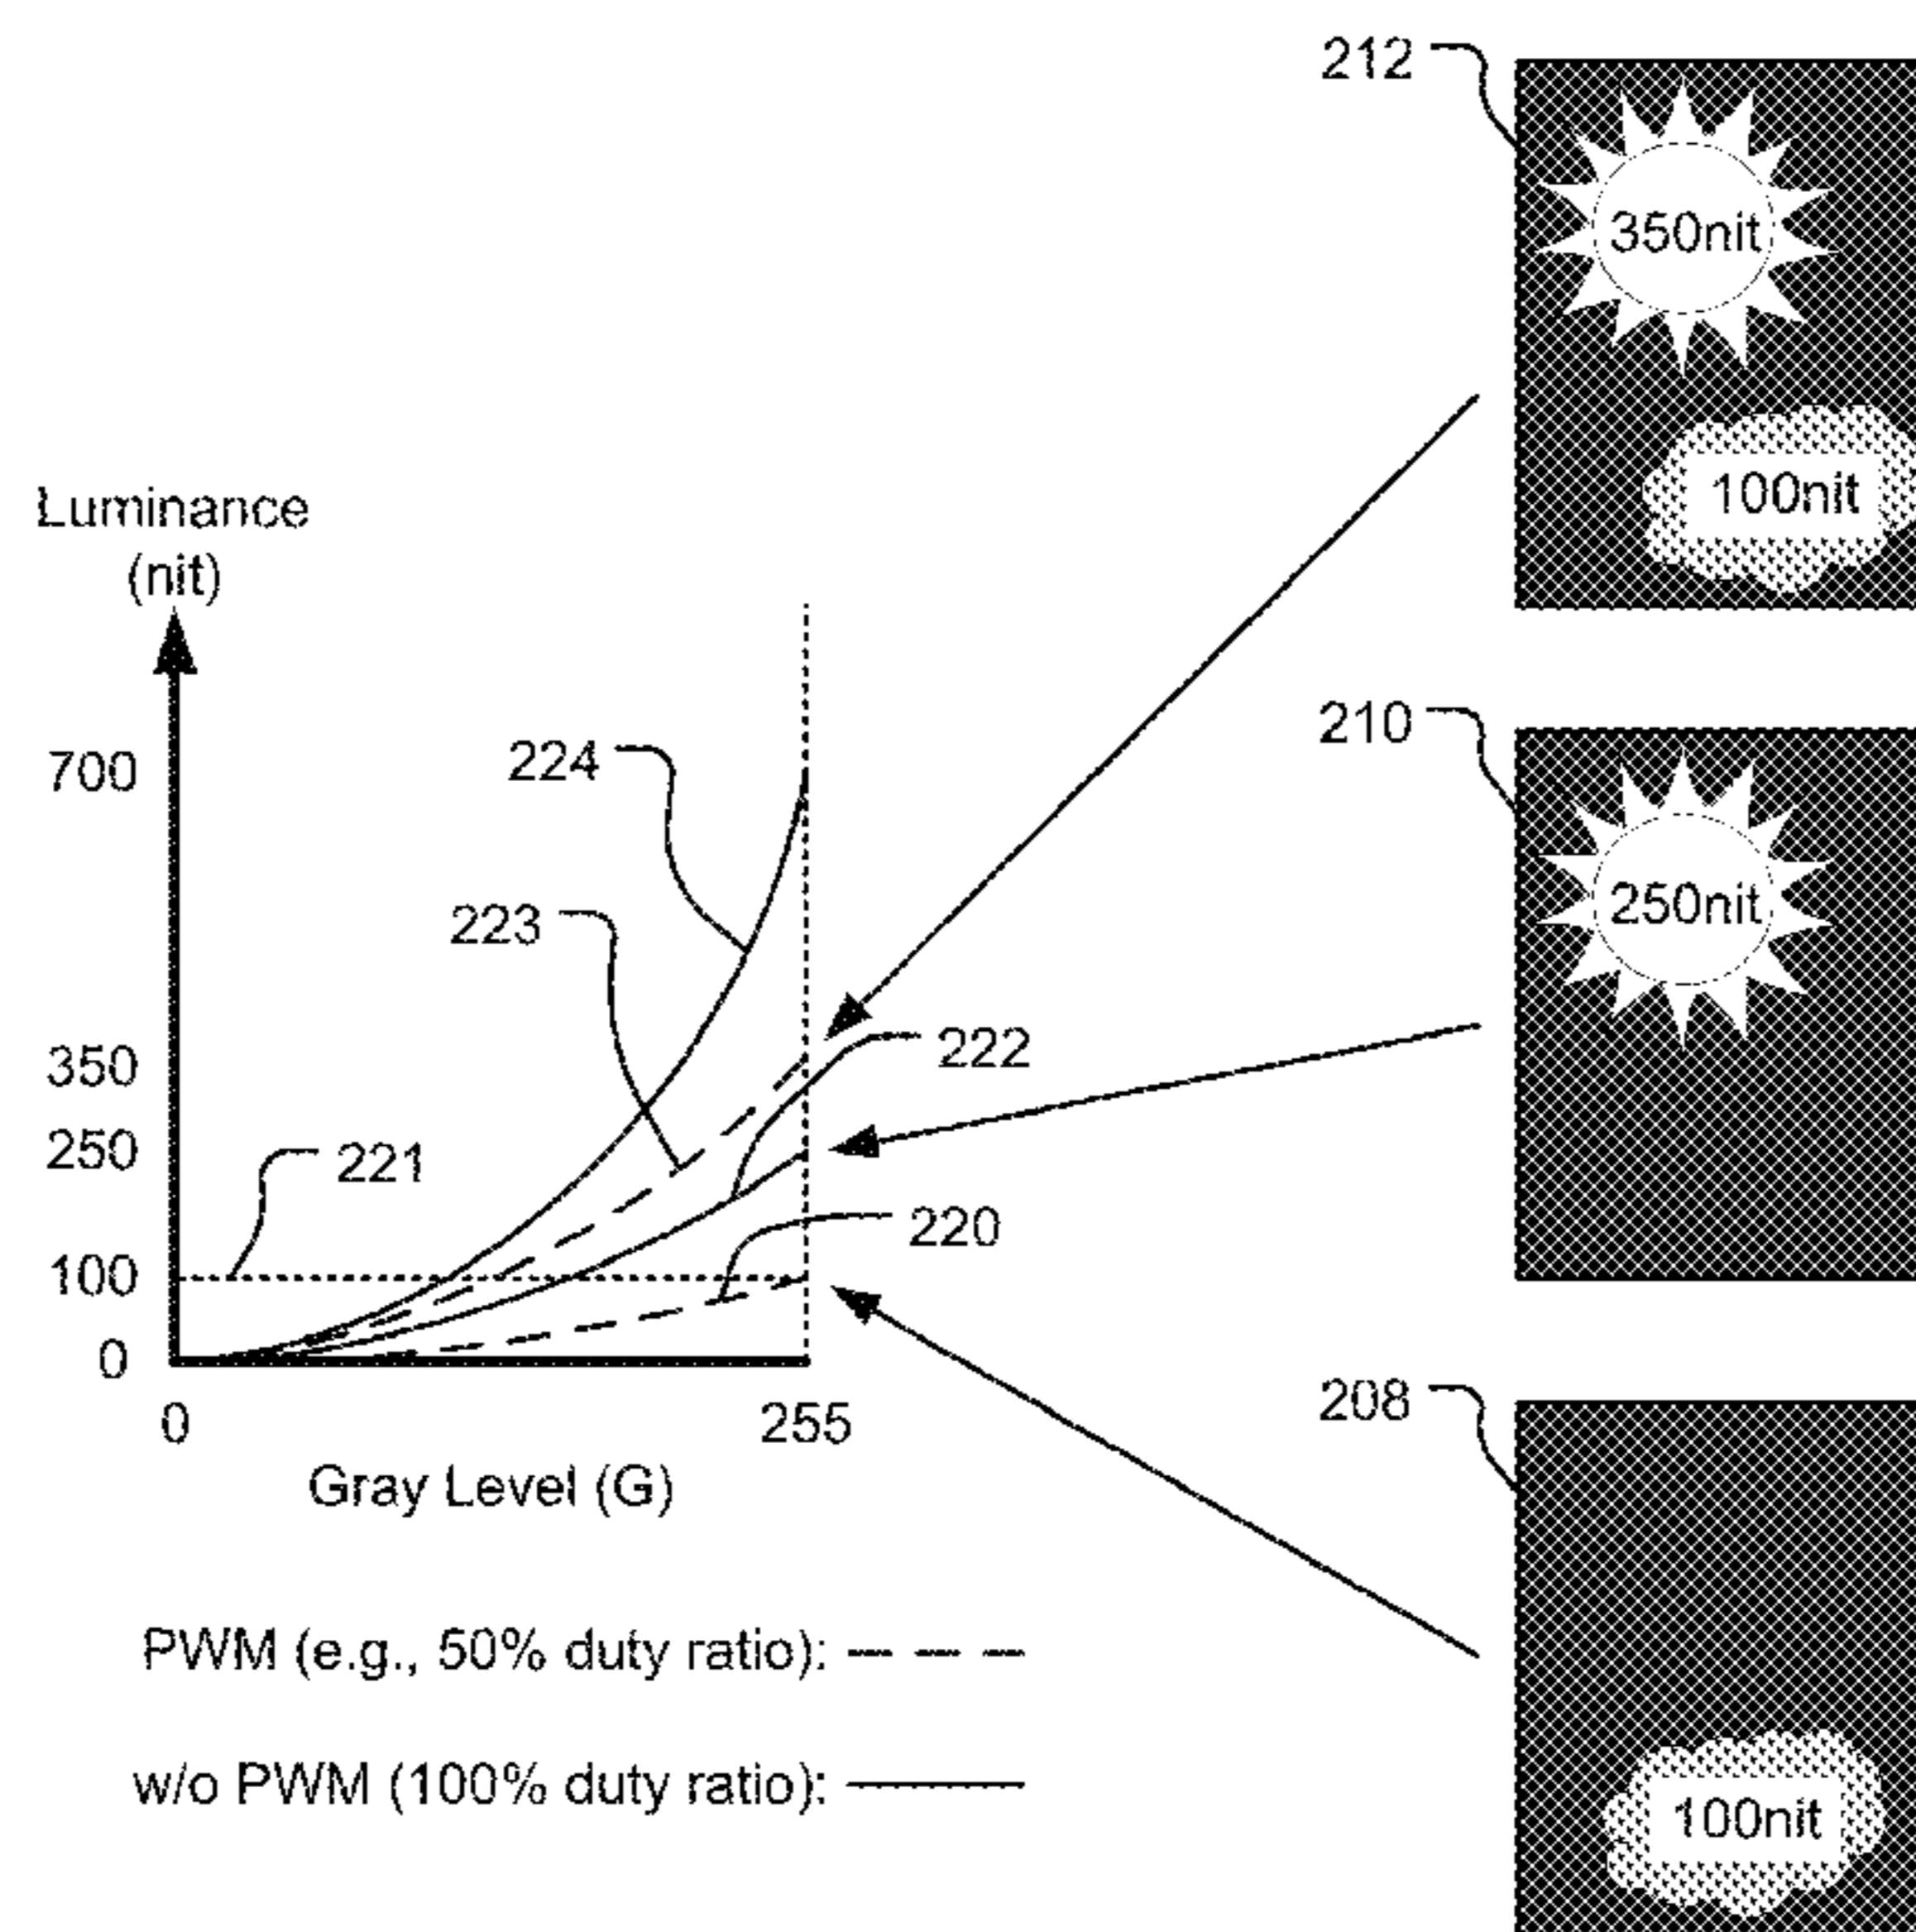 212
350nit
100nit
Luminance
(nit)
700
224
210
223
250nit
350
222
250
221
220
100
0
0
255
208
Gray Level (G)
PWM (e.g., 50% duty ratio):
w/o PWM (100% duty ratio):
100nit